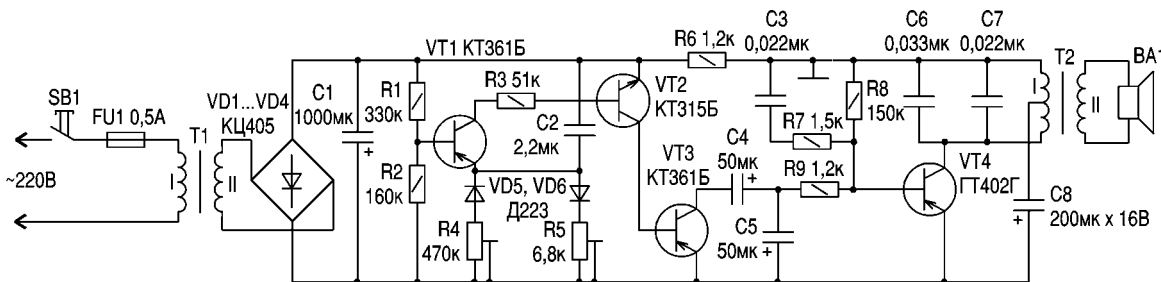 SB1
FU1 0,5А
~220В
T1
I
II
VD1...VD4
КЦ405
C1
1000мк
+
VT1 КТ361Б
R1
330к
R2
160к
R3 51к
C2
2,2мк
VD5, VD6
Д223
R4
470к
R5
6,8к
VT2
КТ315Б
R6 1,2к
VT3
КТ361Б
C4
50мк
+
C5
50мк +
C3
0,022мк
R7 1,5к
R8
150к
R9 1,2к
C6
0,033мк
C7
0,022мк
VT4
ГТ402Г
T2
I
II
BA1
C8
200мк х 16В
+